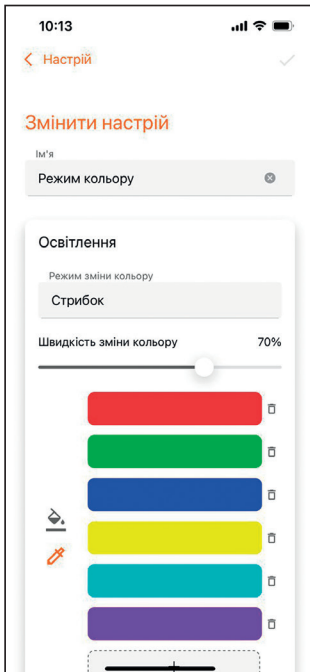 10:13
Настрій
Змінити настрій
Ім'я
Режим кольору
Освітлення
Режим зміни кольору
Стрибок
Швидкість зміни кольору 70%